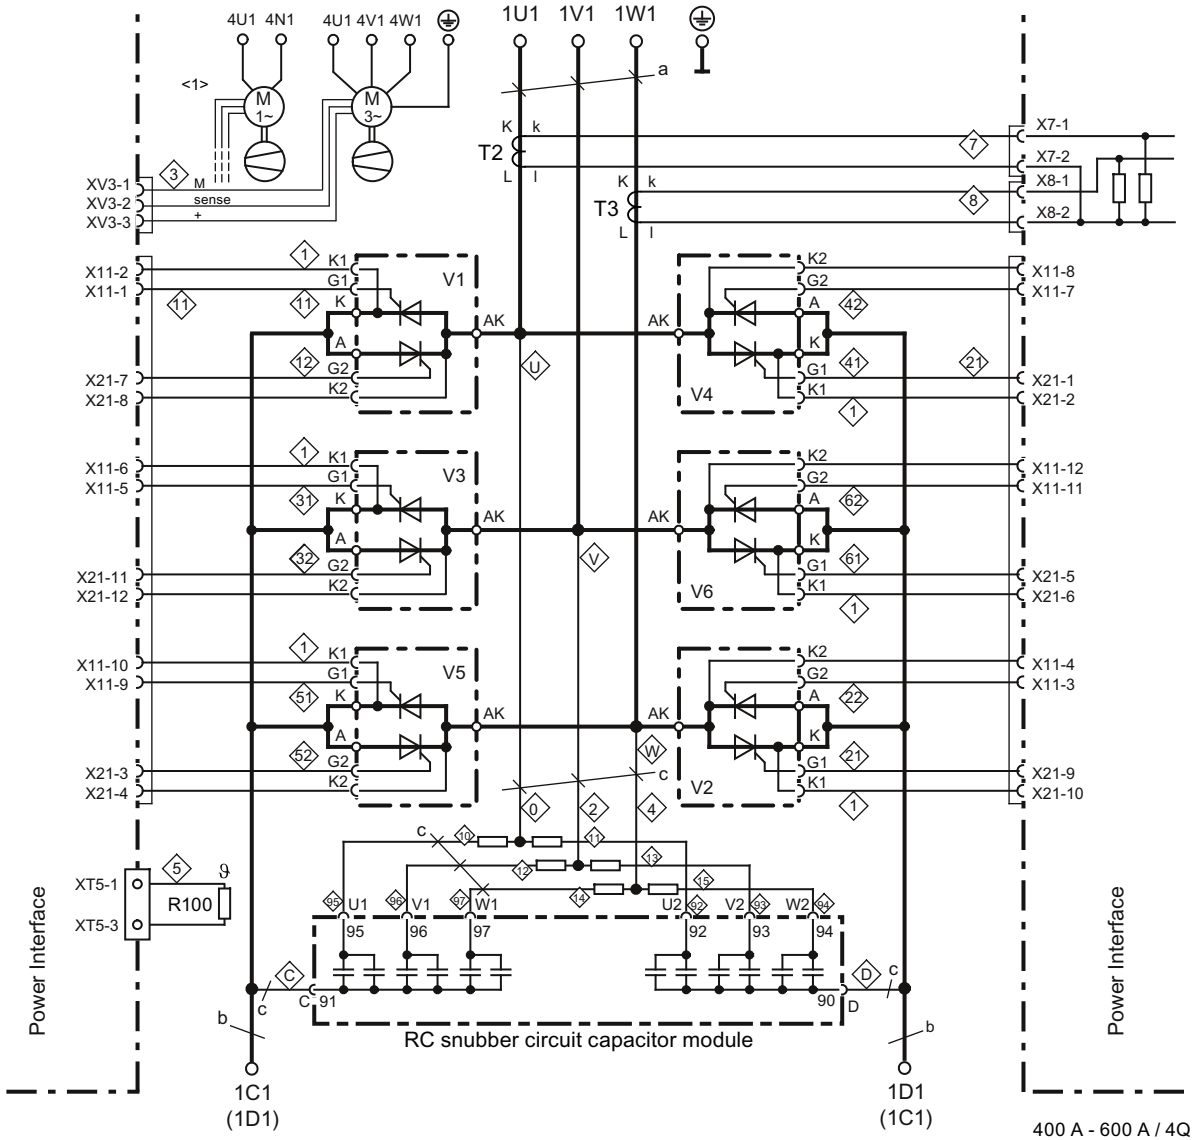 4U1 4N1 4U1 4V1 4W1 1U1 1V1 1W1
<1>
M
1~
M
3~
a
K k
T2
L l
K k
T3
L l
7
X7-1
X7-2
8
X8-1
X8-2
3
XV3-1
XV3-2
XV3-3
M
sense
+
X11-2
X11-1
1
11
11
K1
G1
K
V1
AK
A
12
G2
K2
X21-7
X21-8
U
AK
V4
K2
G2
A
42
K
41
G1
K1
1
21
X11-8
X11-7
X21-1
X21-2
X11-6
X11-5
1
31
K1
G1
K
V3
AK
A
32
G2
K2
X21-11
X21-12
V
AK
V6
K2
G2
A
62
K
61
G1
K1
1
X11-12
X11-11
X21-5
X21-6
X11-10
X11-9
1
51
K1
G1
K
V5
AK
A
52
G2
K2
X21-3
X21-4
W
AK
V2
K2
G2
A
22
K
21
G1
K1
1
X11-4
X11-3
X21-9
X21-10
c
0 2 4
c
10 11
12 13
14 15
XT5-1
XT5-3
5
ϑ
R100
95 U1 96 V1 97 W1 U2 92 V2 93 W2 94
95 96 97 92 93 94
C
c
C 91
90 D
D
c
b
b
RC snubber circuit capacitor module
Power Interface
Power Interface
1C1
(1D1)
1D1
(1C1)
400 A - 600 A / 4Q